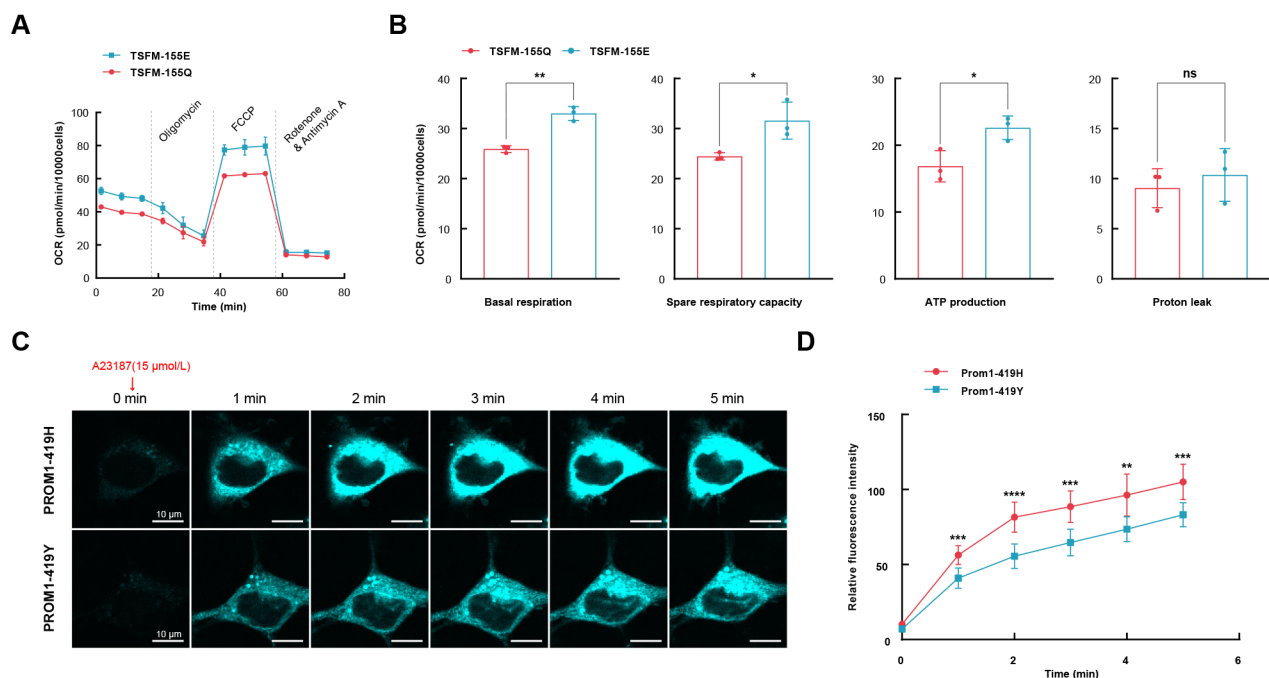 A
TSFM-155E
TSFM-155Q
Oligomycin
FCCP
Rotenone
& Antimycin A
OCR (pmol/min/10000cells)
100
80
60
40
20
0
0
20
40
60
80
Time (min)
B
TSFM-155Q
TSFM-155E
OCR (pmol/min/10000cells)
40
30
20
10
0
**
Basal respiration
40
30
20
10
0
*
Spare respiratory capacity
30
20
10
0
*
ATP production
20
15
10
5
0
ns
Proton leak
C
A23187(15 μmol/L)
0 min
1 min
2 min
3 min
4 min
5 min
PROM1-419H
10 μm
PROM1-419Y
10 μm
D
Prom1-419H
Prom1-419Y
Relative fluorescence intensity
150
100
50
0
***
****
***
**
***
0
2
4
6
Time (min)